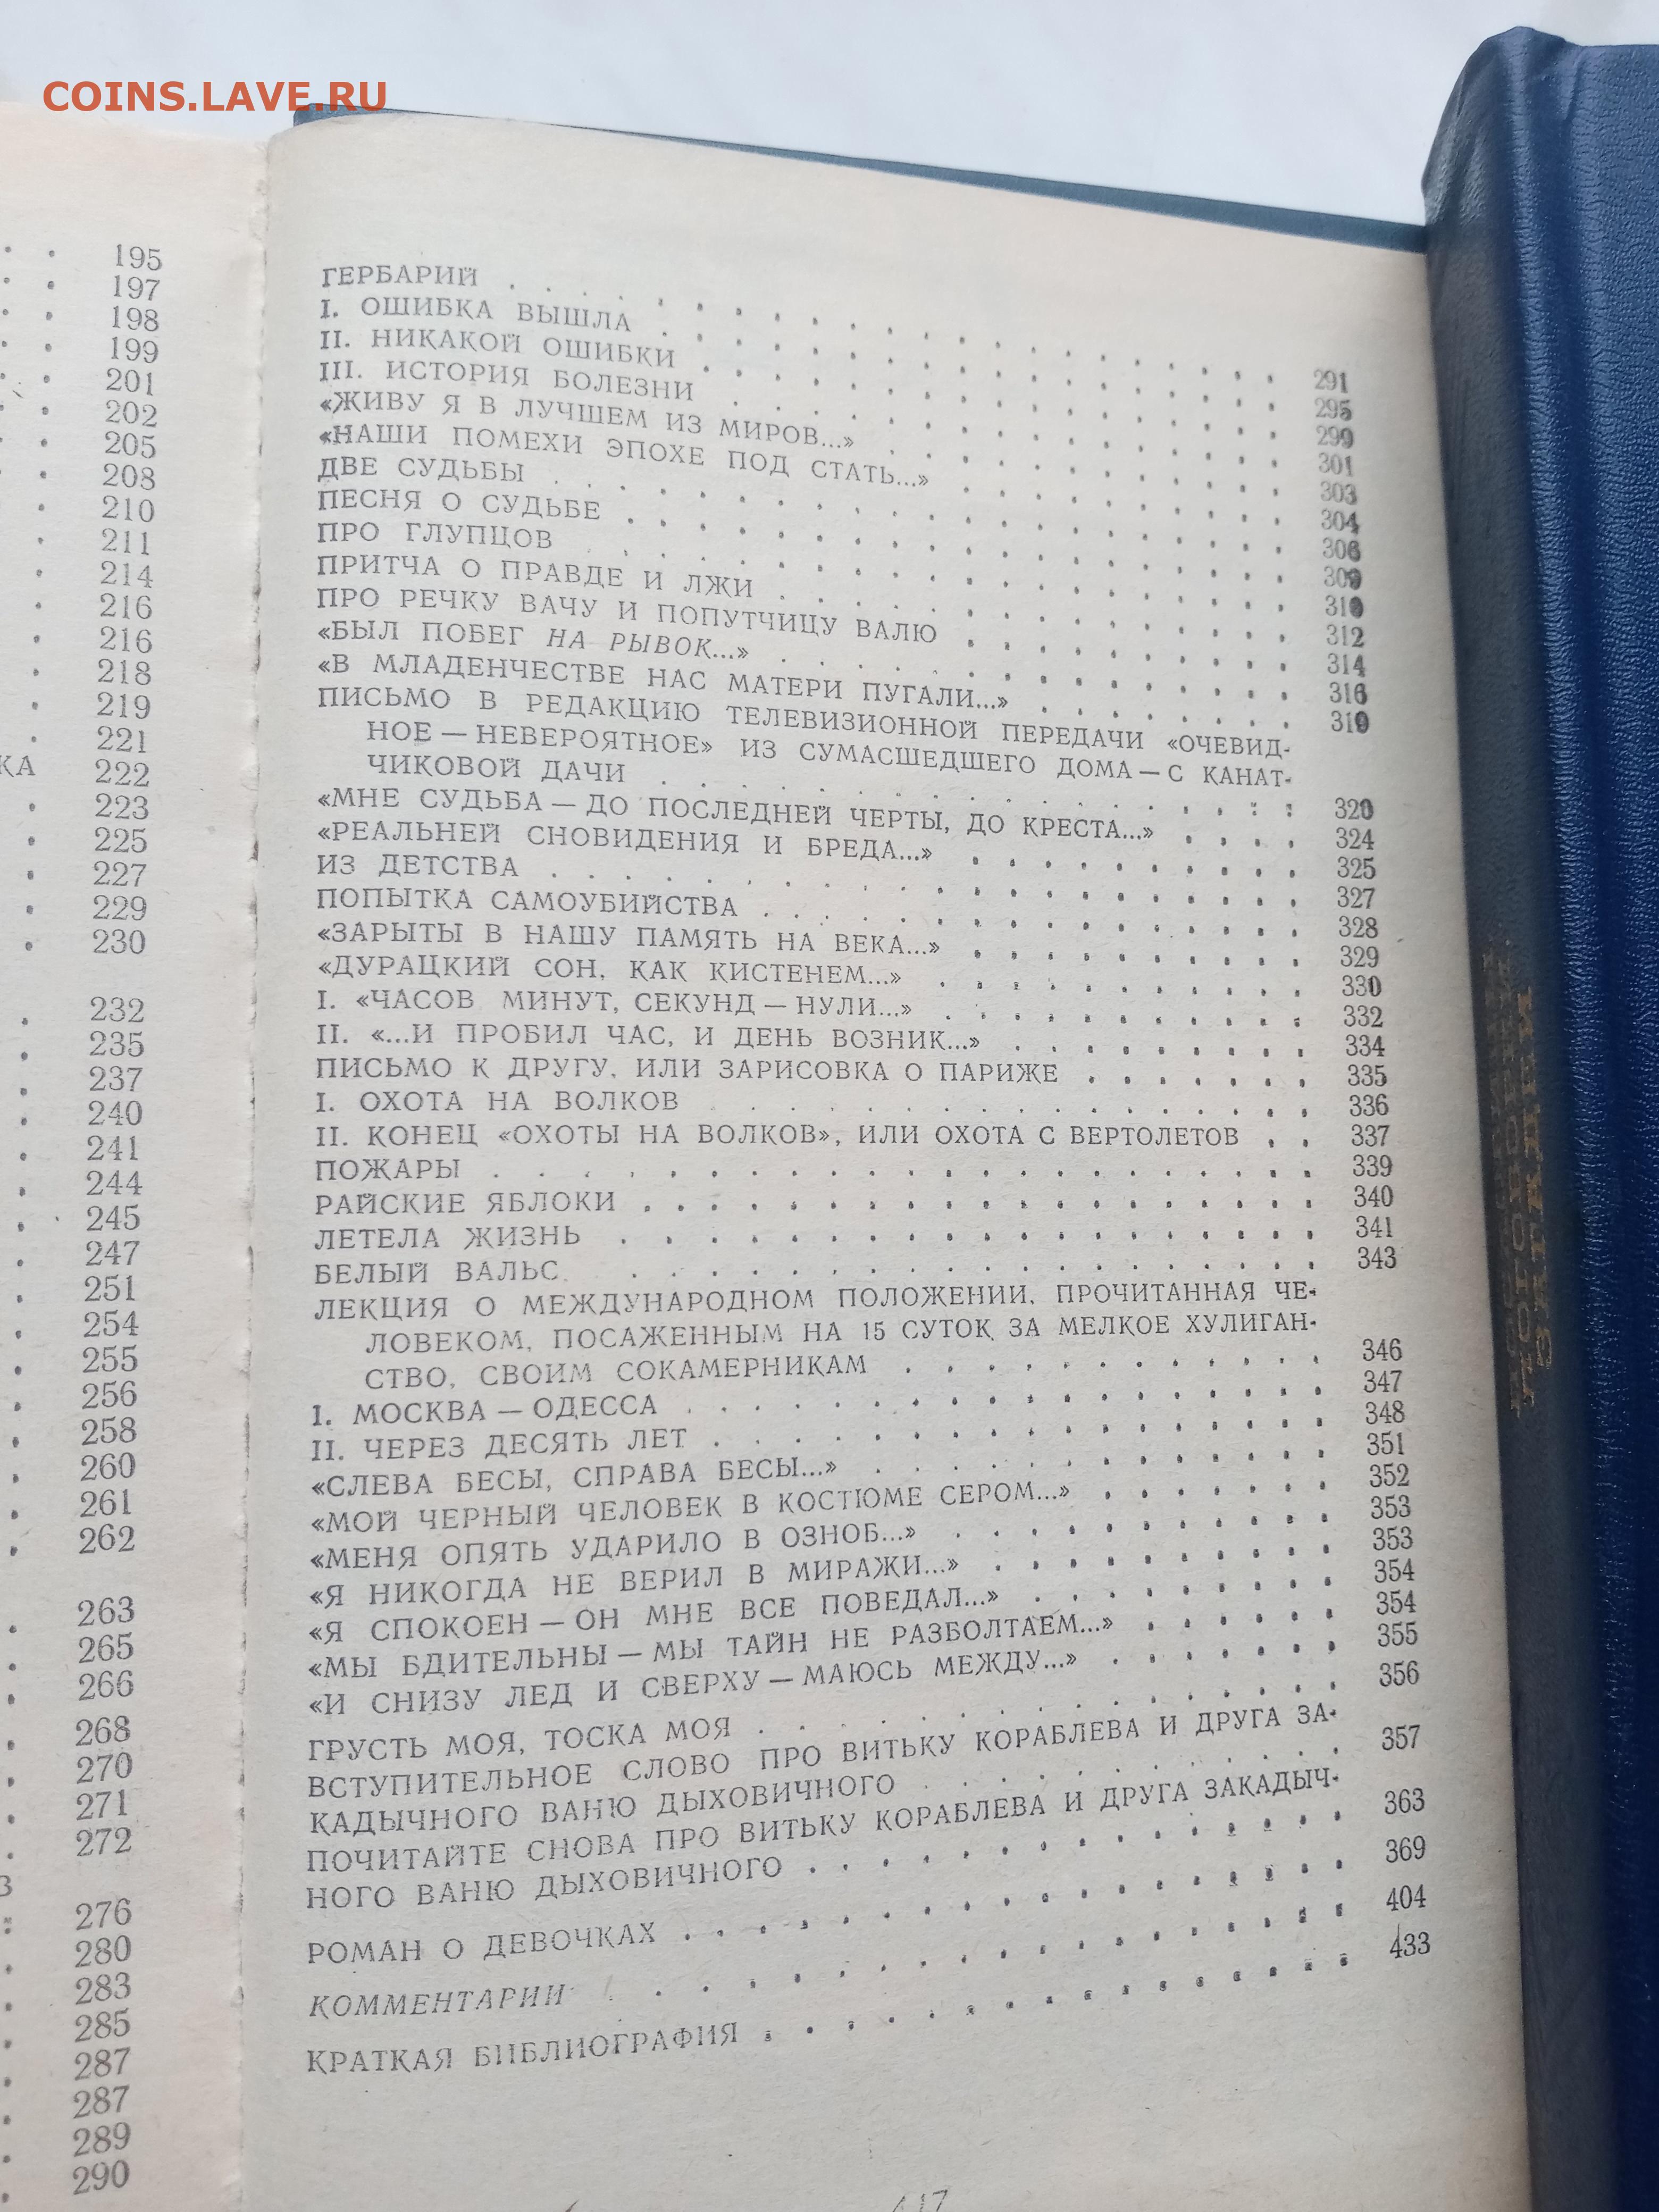 COINS.LAVE.RU
195
197
198
199
201
202
205
208
210
211
214
216
216
218
219
221
КА 222
223
225
227
229
230
232
235
237
240
241
244
245
247
251
254
255
256
258
260
261
262
263
265
266
268
270
271
272
276
280
283
285
287
287
289
290
ГЕРБАРИЙ . . . . 291
I. ОШИБКА ВЫШЛА . . . . 295
II. НИКАКОЙ ОШИБКИ . . . . 299
III. ИСТОРИЯ БОЛЕЗНИ . . . . 301
«ЖИВУ Я В ЛУЧШЕМ ИЗ МИРОВ...» . . . . 303
«НАШИ ПОМЕХИ ЭПОХЕ ПОД СТАТЬ...» . . . . 304
ДВЕ СУДЬБЫ . . . . 306
ПЕСНЯ О СУДЬБЕ . . . . 309
ПРО ГЛУПЦОВ . . . . 310
ПРИТЧА О ПРАВДЕ И ЛЖИ . . . . 312
ПРО РЕЧКУ ВАЧУ И ПОПУТЧИЦУ ВАЛЮ . . . . 314
«БЫЛ ПОБЕГ НА РЫВОК...» . . . . 316
«В МЛАДЕНЧЕСТВЕ НАС МАТЕРИ ПУГАЛИ...» . . . . 319
ПИСЬМО В РЕДАКЦИЮ ТЕЛЕВИЗИОННОЙ ПЕРЕДАЧИ «ОЧЕВИД-
НОЕ — НЕВЕРОЯТНОЕ» ИЗ СУМАСШЕДШЕГО ДОМА — С КАНАТ-
ЧИКОВОЙ ДАЧИ . . . . 320
«МНЕ СУДЬБА — ДО ПОСЛЕДНЕЙ ЧЕРТЫ, ДО КРЕСТА...» . . . . 324
«РЕАЛЬНЕЙ СНОВИДЕНИЯ И БРЕДА...» . . . . 325
ИЗ ДЕТСТВА . . . . 327
ПОПЫТКА САМОУБИЙСТВА . . . . 328
«ЗАРЫТЫ В НАШУ ПАМЯТЬ НА ВЕКА...» . . . . 329
«ДУРАЦКИЙ СОН, КАК КИСТЕНЕМ...» . . . . 330
I. «ЧАСОВ, МИНУТ, СЕКУНД — НУЛИ...» . . . . 332
II. «...И ПРОБИЛ ЧАС, И ДЕНЬ ВОЗНИК...» . . . . 334
ПИСЬМО К ДРУГУ, ИЛИ ЗАРИСОВКА О ПАРИЖЕ . . . . 335
I. ОХОТА НА ВОЛКОВ . . . . 336
II. КОНЕЦ «ОХОТЫ НА ВОЛКОВ», ИЛИ ОХОТА С ВЕРТОЛЕТОВ . . 337
ПОЖАРЫ . . . . 339
РАЙСКИЕ ЯБЛОКИ . . . . 340
ЛЕТЕЛА ЖИЗНЬ . . . . 341
БЕЛЫЙ ВАЛЬС . . . . 343
ЛЕКЦИЯ О МЕЖДУНАРОДНОМ ПОЛОЖЕНИИ, ПРОЧИТАННАЯ ЧЕ-
ЛОВЕКОМ, ПОСАЖЕННЫМ НА 15 СУТОК ЗА МЕЛКОЕ ХУЛИГАН-
СТВО, СВОИМ СОКАМЕРНИКАМ . . . . 346
I. МОСКВА — ОДЕССА . . . . 347
II. ЧЕРЕЗ ДЕСЯТЬ ЛЕТ . . . . 348
«СЛЕВА БЕСЫ, СПРАВА БЕСЫ...» . . . . 351
«МОЙ ЧЕРНЫЙ ЧЕЛОВЕК В КОСТЮМЕ СЕРОМ...» . . . . 352
«МЕНЯ ОПЯТЬ УДАРИЛО В ОЗНОБ...» . . . . 353
«Я НИКОГДА НЕ ВЕРИЛ В МИРАЖИ...» . . . . 353
«Я СПОКОЕН — ОН МНЕ ВСЕ ПОВЕДАЛ...» . . . . 354
«МЫ БДИТЕЛЬНЫ — МЫ ТАЙН НЕ РАЗБОЛТАЕМ...» . . . . 354
«И СНИЗУ ЛЕД И СВЕРХУ — МАЮСЬ МЕЖДУ...» . . . . 355
ГРУСТЬ МОЯ, ТОСКА МОЯ . . . . 356
ВСТУПИТЕЛЬНОЕ СЛОВО ПРО ВИТЬКУ КОРАБЛЕВА И ДРУГА ЗА-
КАДЫЧНОГО ВАНЮ ДЫХОВИЧНОГО . . . . 357
ПОЧИТАЙТЕ СНОВА ПРО ВИТЬКУ КОРАБЛЕВА И ДРУГА ЗАКАДЫЧ-
НОГО ВАНЮ ДЫХОВИЧНОГО . . . . 363
РОМАН О ДЕВОЧКАХ . . . . 369
КОММЕНТАРИИ . . . . 404
КРАТКАЯ БИБЛИОГРАФИЯ . . . . 433
ПОГОВОРКИ
ЗАГАДКИ